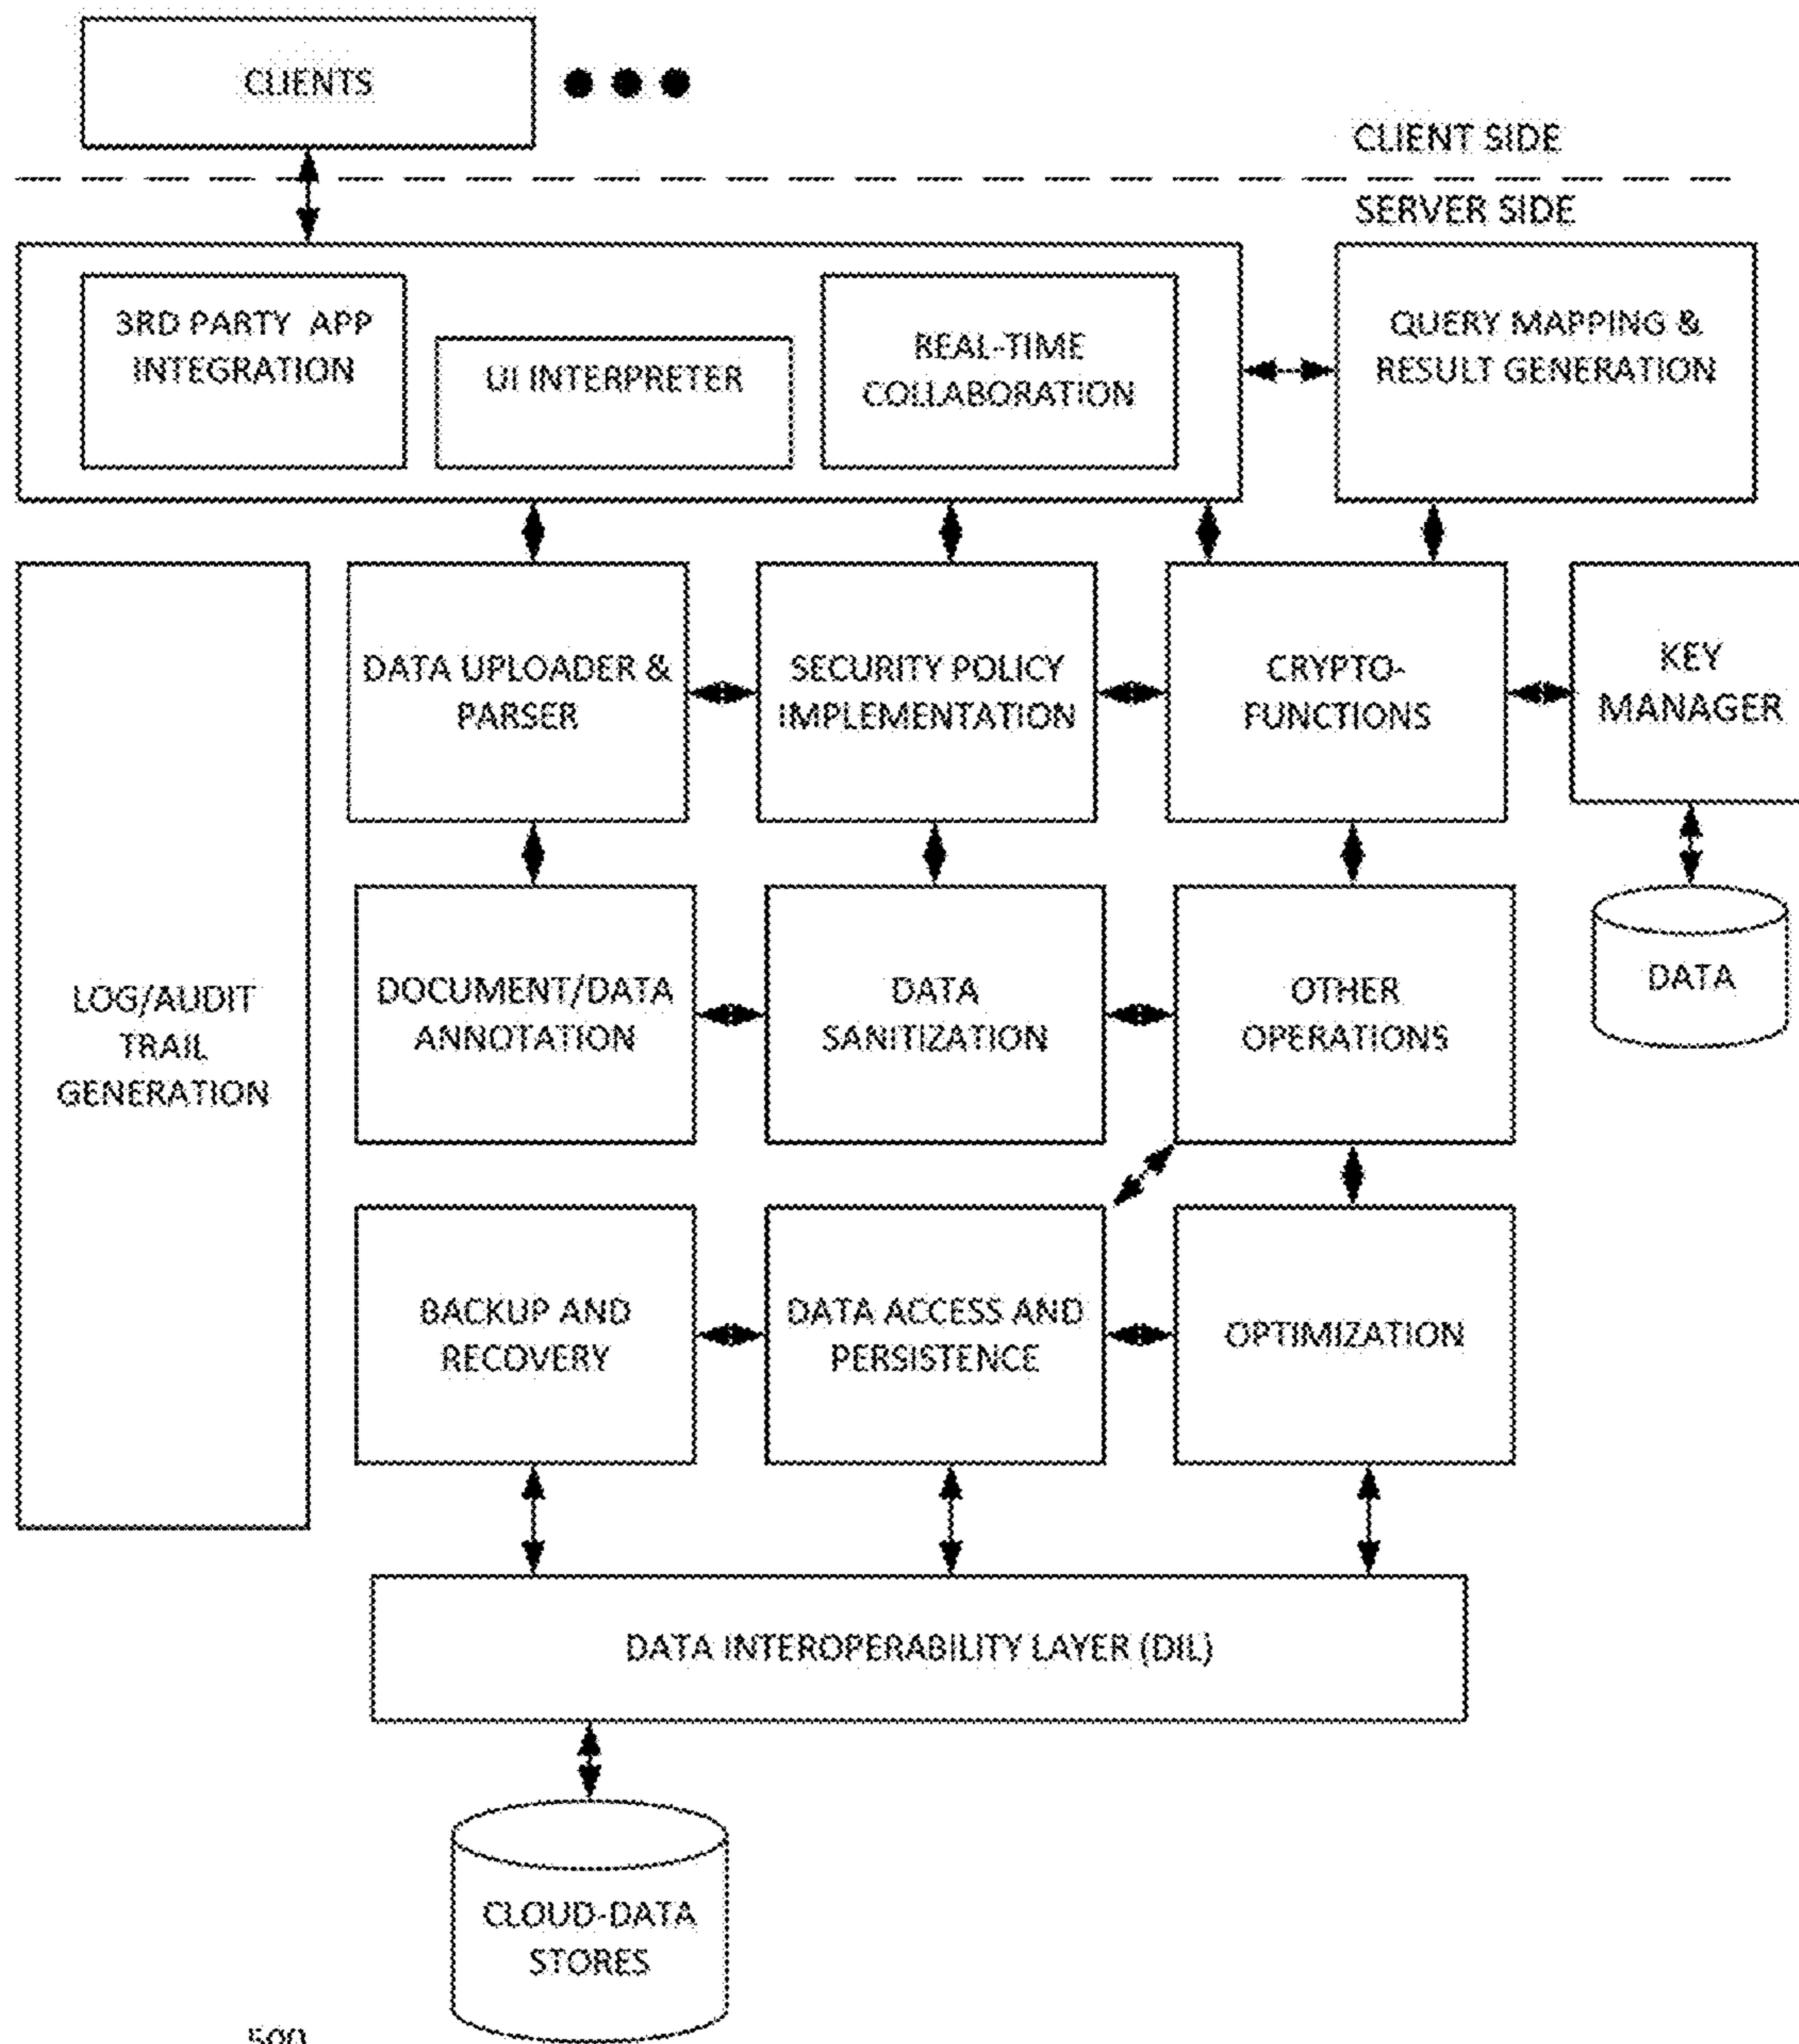 CLIENTS
CLIENT SIDE
SERVER SIDE
3RD PARTY APP
INTEGRATION
UI INTERPRETER
REAL-TIME
COLLABORATION
QUERY MAPPING &
RESULT GENERATION
LOG/AUDIT
TRAIL
GENERATION
DATA UPLOADER &
PARSER
SECURITY POLICY
IMPLEMENTATION
CRYPTO-
FUNCTIONS
KEY
MANAGER
DOCUMENT/DATA
ANNOTATION
DATA
SANITIZATION
OTHER
OPERATIONS
DATA
BACKUP AND
RECOVERY
DATA ACCESS AND
PERSISTENCE
OPTIMIZATION
DATA INTEROPERABILITY LAYER (DIL)
CLOUD-DATA
STORES